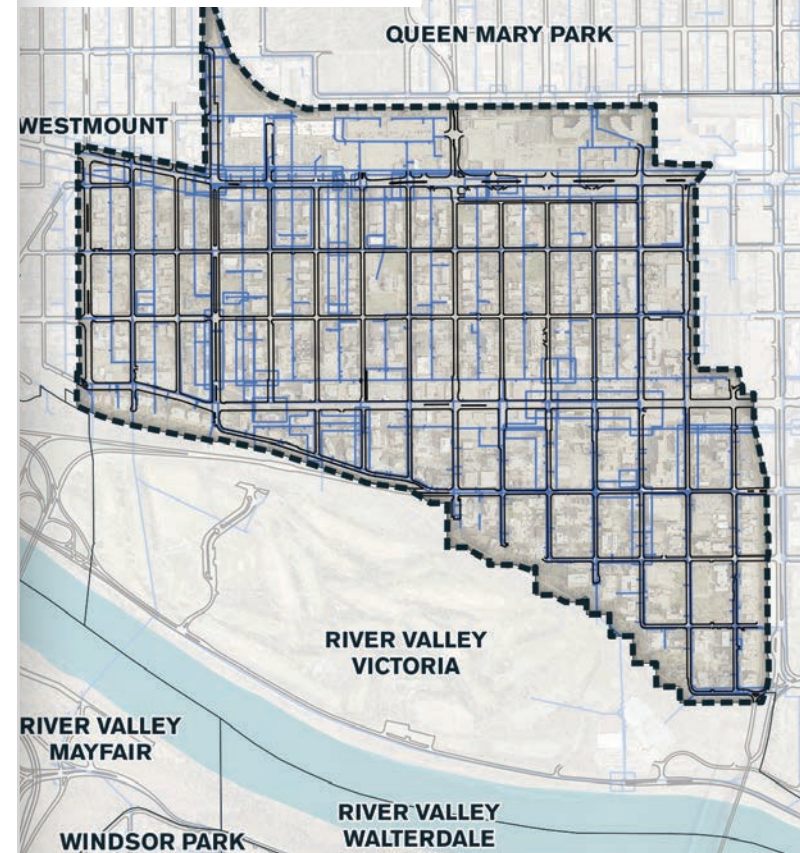 QUEEN MARY PARK
WESTMOUNT
RIVER VALLEY
VICTORIA
RIVER VALLEY
MAYFAIR
RIVER VALLEY
WALTERDALE
WINDSOR PARK